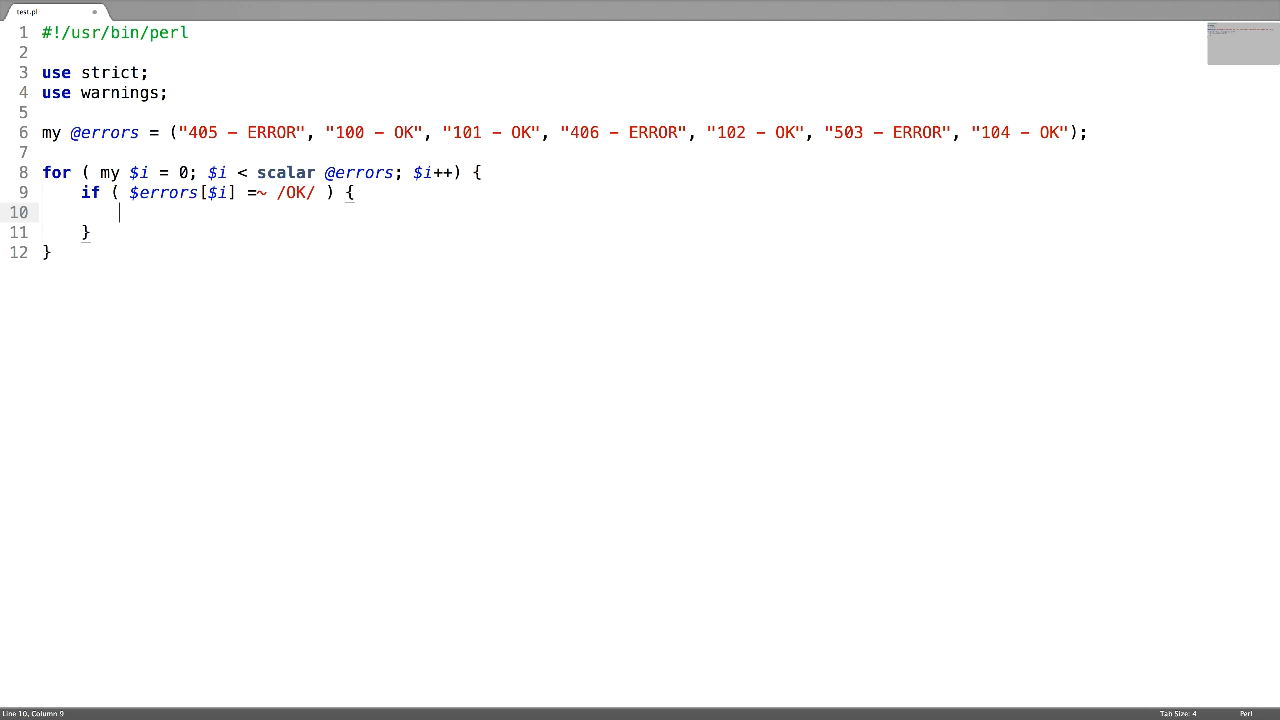 test.pl
1 #!/usr/bin/perl
2
3 use strict;
4 use warnings;
5
6 my @errors = ("405 - ERROR", "100 - OK", "101 - OK", "406 - ERROR", "102 - OK", "503 - ERROR", "104 - OK");
7
8 for ( my $i = 0; $i < scalar @errors; $i++) {
9     if ( $errors[$i] =~ /OK/ ) {
10
11     }
12 }
Line 10, Column 9 Tab Size: 4 Perl